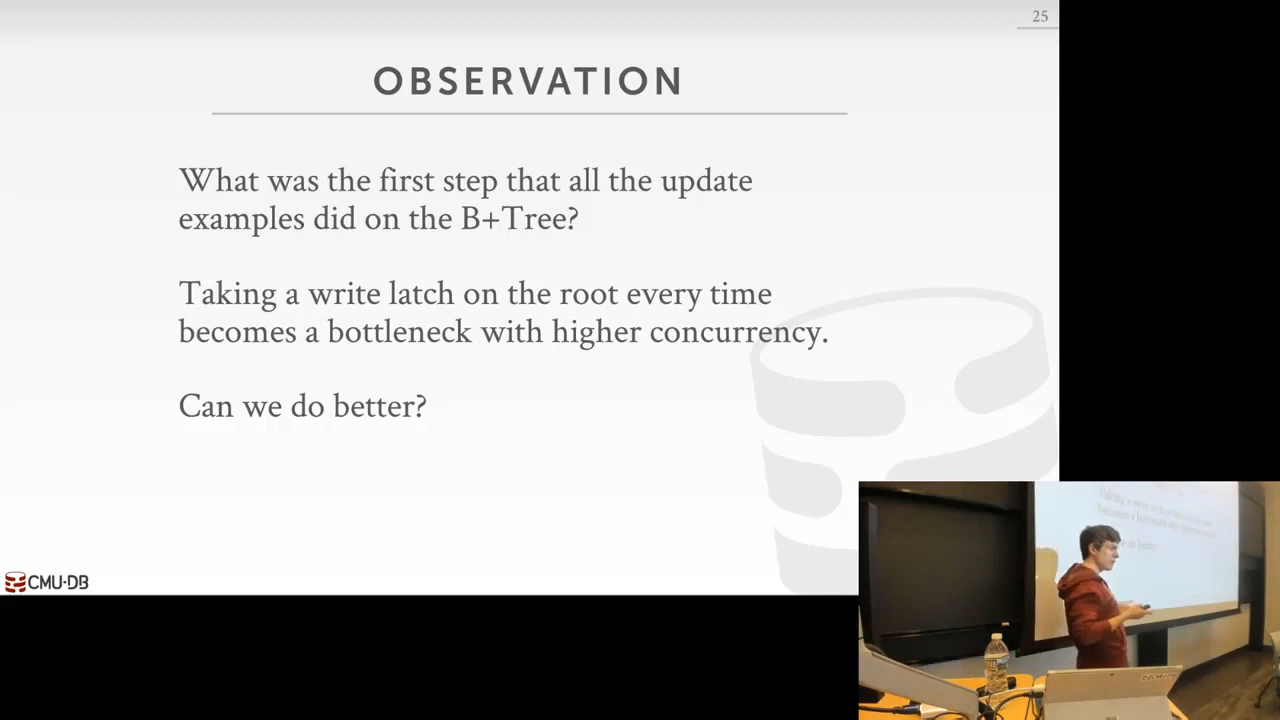 25
OBSERVATION
What was the first step that all the update
examples did on the B+Tree?
Taking a write latch on the root every time
becomes a bottleneck with higher concurrency.
Can we do better?
CMU·DB